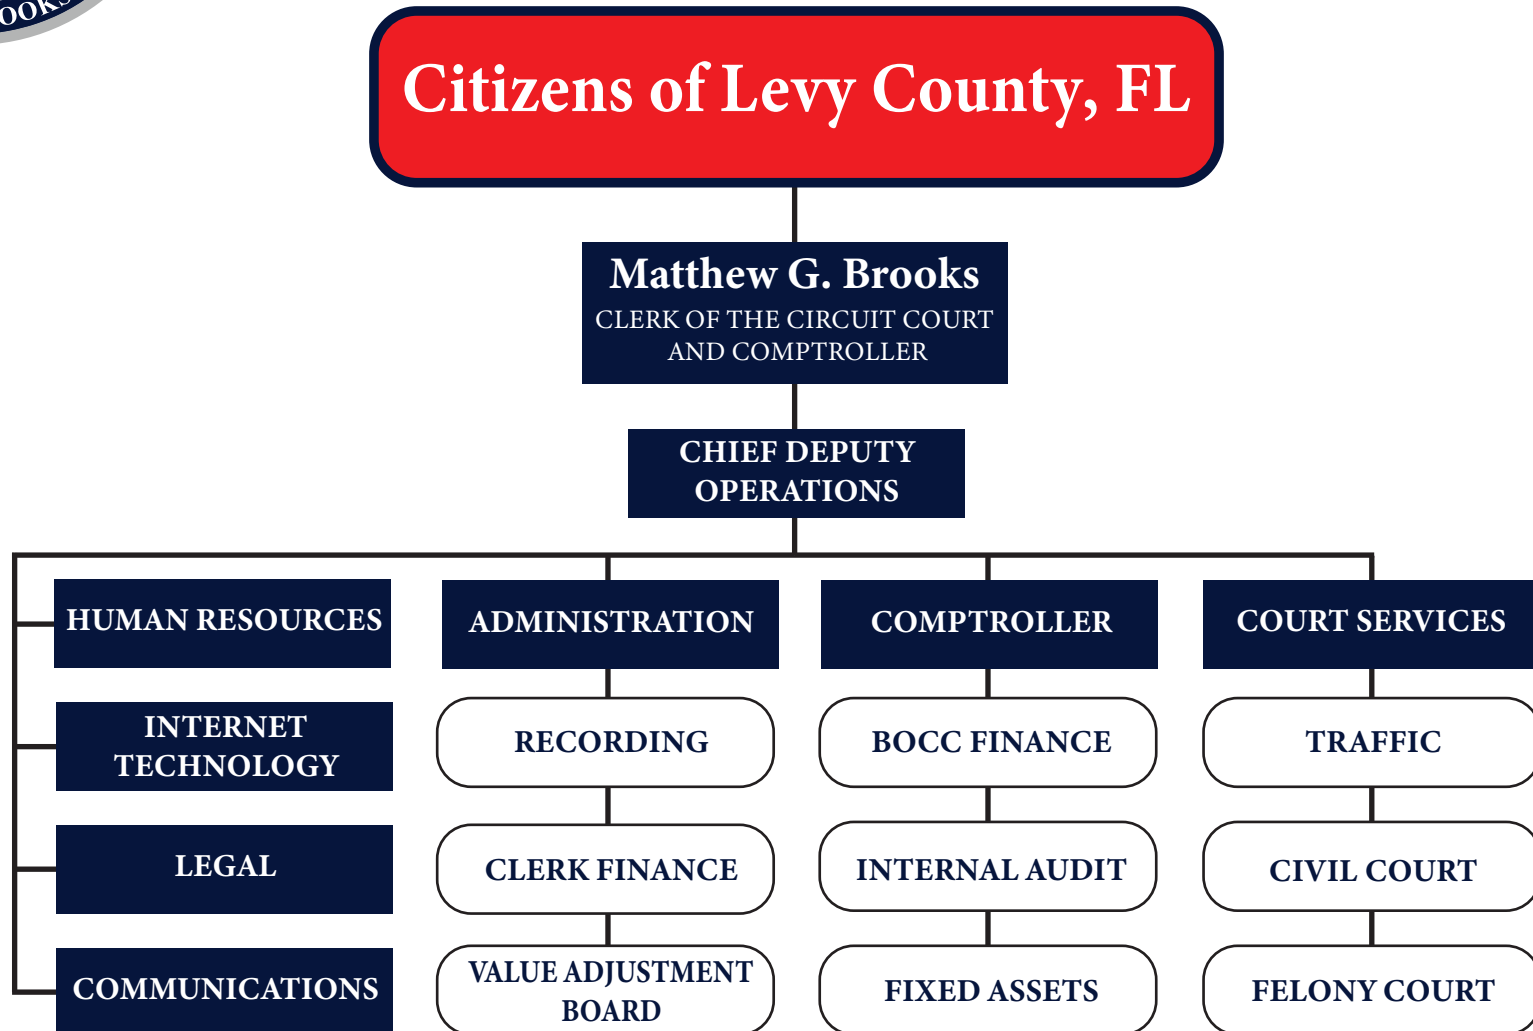 BROOKS
Citizens of Levy County, FL
Matthew G. Brooks
CLERK OF THE CIRCUIT COURT
AND COMPTROLLER
CHIEF DEPUTY
OPERATIONS
HUMAN RESOURCES
ADMINISTRATION
COMPTROLLER
COURT SERVICES
INTERNET
TECHNOLOGY
RECORDING
BOCC FINANCE
TRAFFIC
LEGAL
CLERK FINANCE
INTERNAL AUDIT
CIVIL COURT
COMMUNICATIONS
VALUE ADJUSTMENT
BOARD
FIXED ASSETS
FELONY COURT